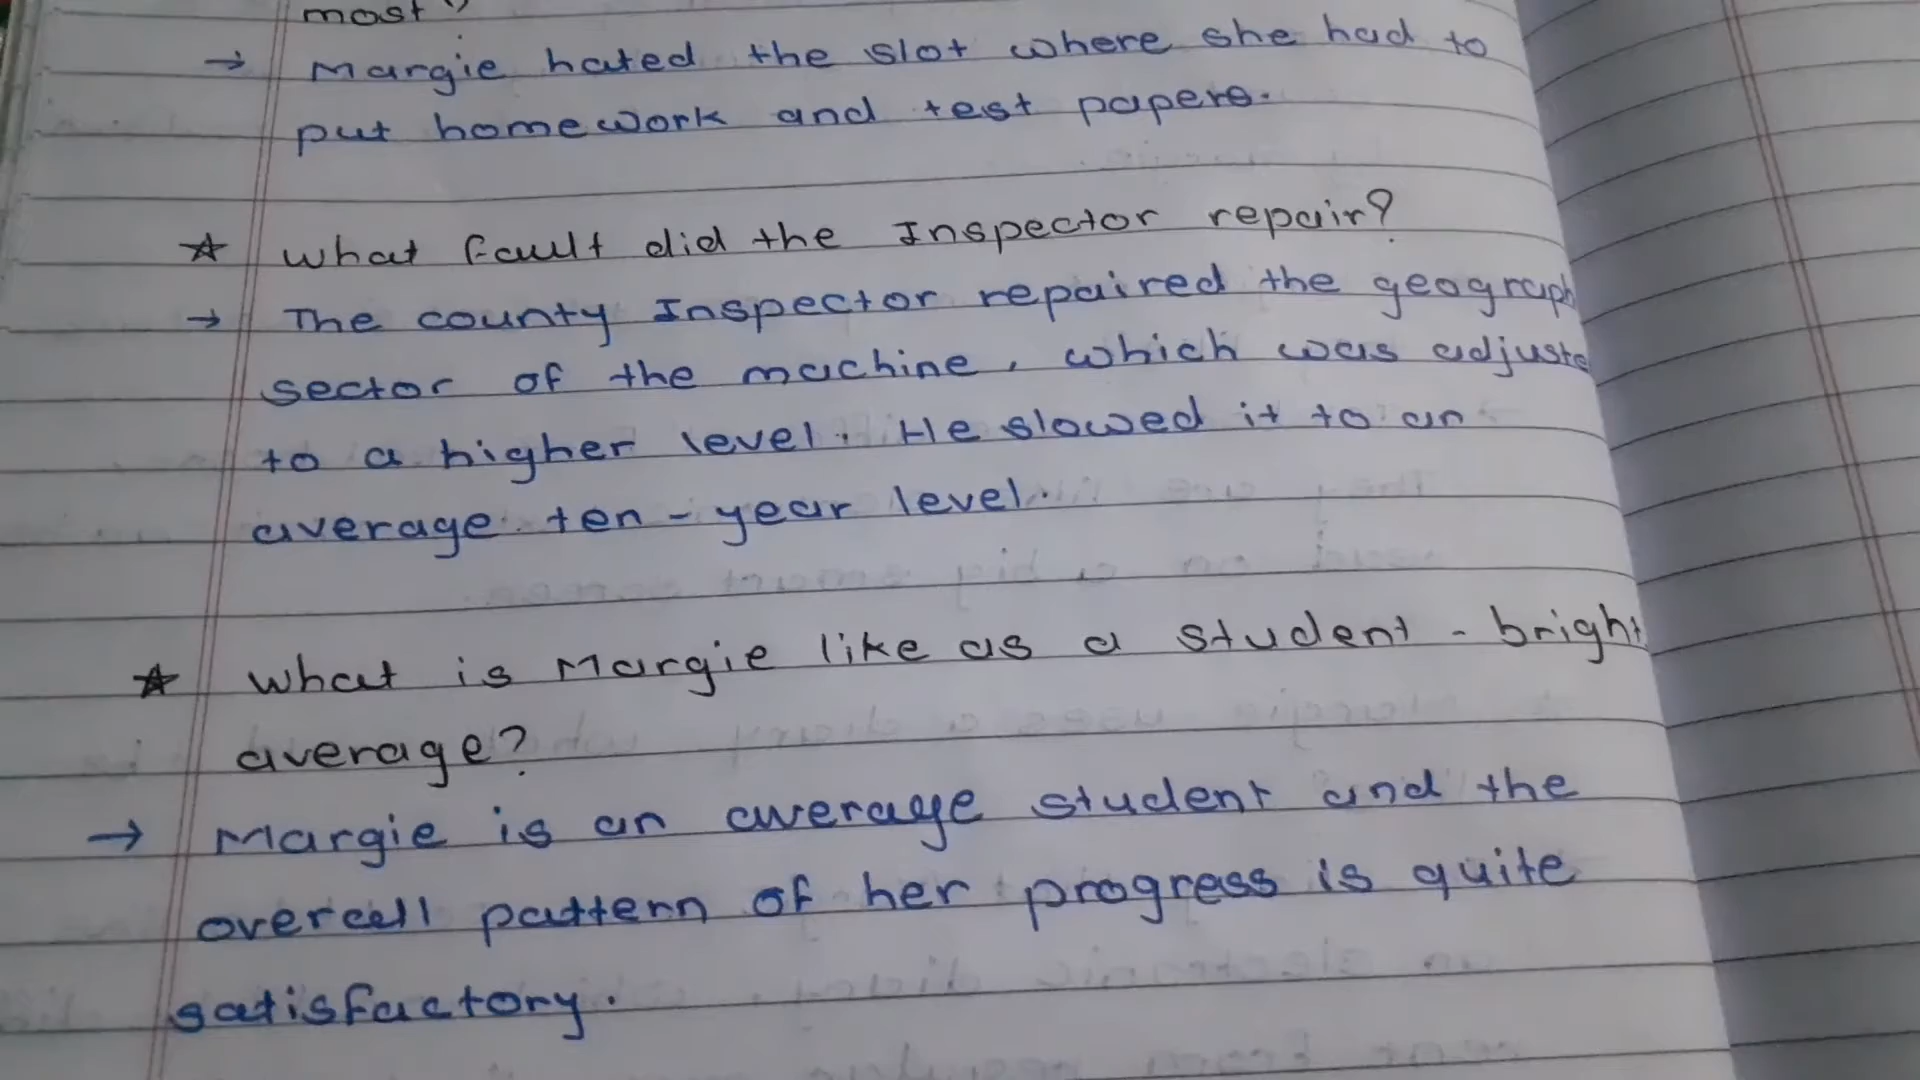 most?
→ Margie hated the slot where she had to
put homework and test papers.
☆ What fault did the Inspector repair?
→ The county Inspector repaired the geograph
sector of the machine, which was adjuste
to a higher level. He slowed it to an
average ten-year level.
☆ What is Margie like as a student - bright
average?
→ Margie is an average student and the
overall pattern of her progress is quite
satisfactory.